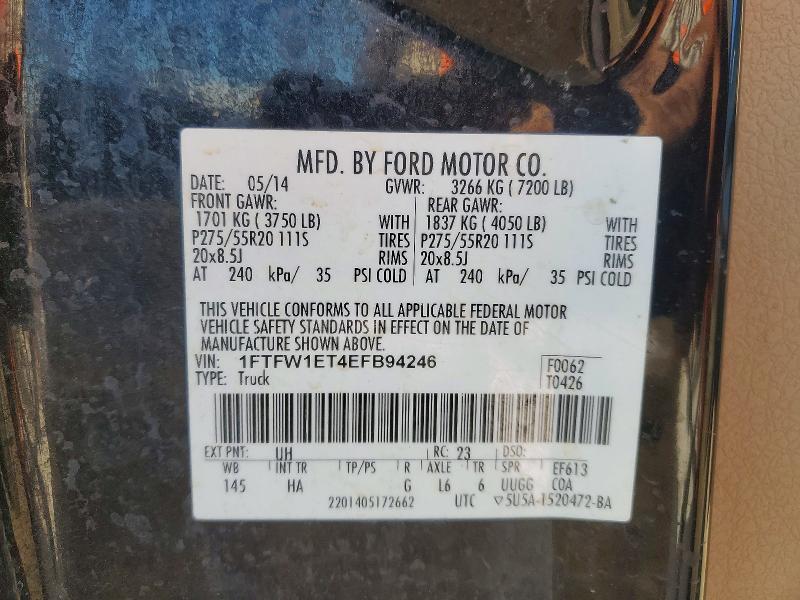 MFD. BY FORD MOTOR CO.
DATE: 05/14 GVWR: 3266 KG ( 7200 LB)
FRONT GAWR: REAR GAWR:
1701 KG ( 3750 LB) WITH 1837 KG ( 4050 LB) WITH
P275/55R20 111S TIRES P275/55R20 111S TIRES
20x8.5J RIMS 20x8.5J RIMS
AT 240 kPa/ 35 PSI COLD AT 240 kPa/ 35 PSI COLD
THIS VEHICLE CONFORMS TO ALL APPLICABLE FEDERAL MOTOR
VEHICLE SAFETY STANDARDS IN EFFECT ON THE DATE OF
MANUFACTURE SHOWN ABOVE.
VIN: 1FTFW1ET4EFB94246 F0062
TYPE: Truck T0426
EXT PNT: UH RC: 23 DSO:
WB INT TR TP/PS R AXLE TR SPR EF613
145 HA G L6 6 UUGG COA
2201405172662 UTC ▽5U5A-1520472-BA